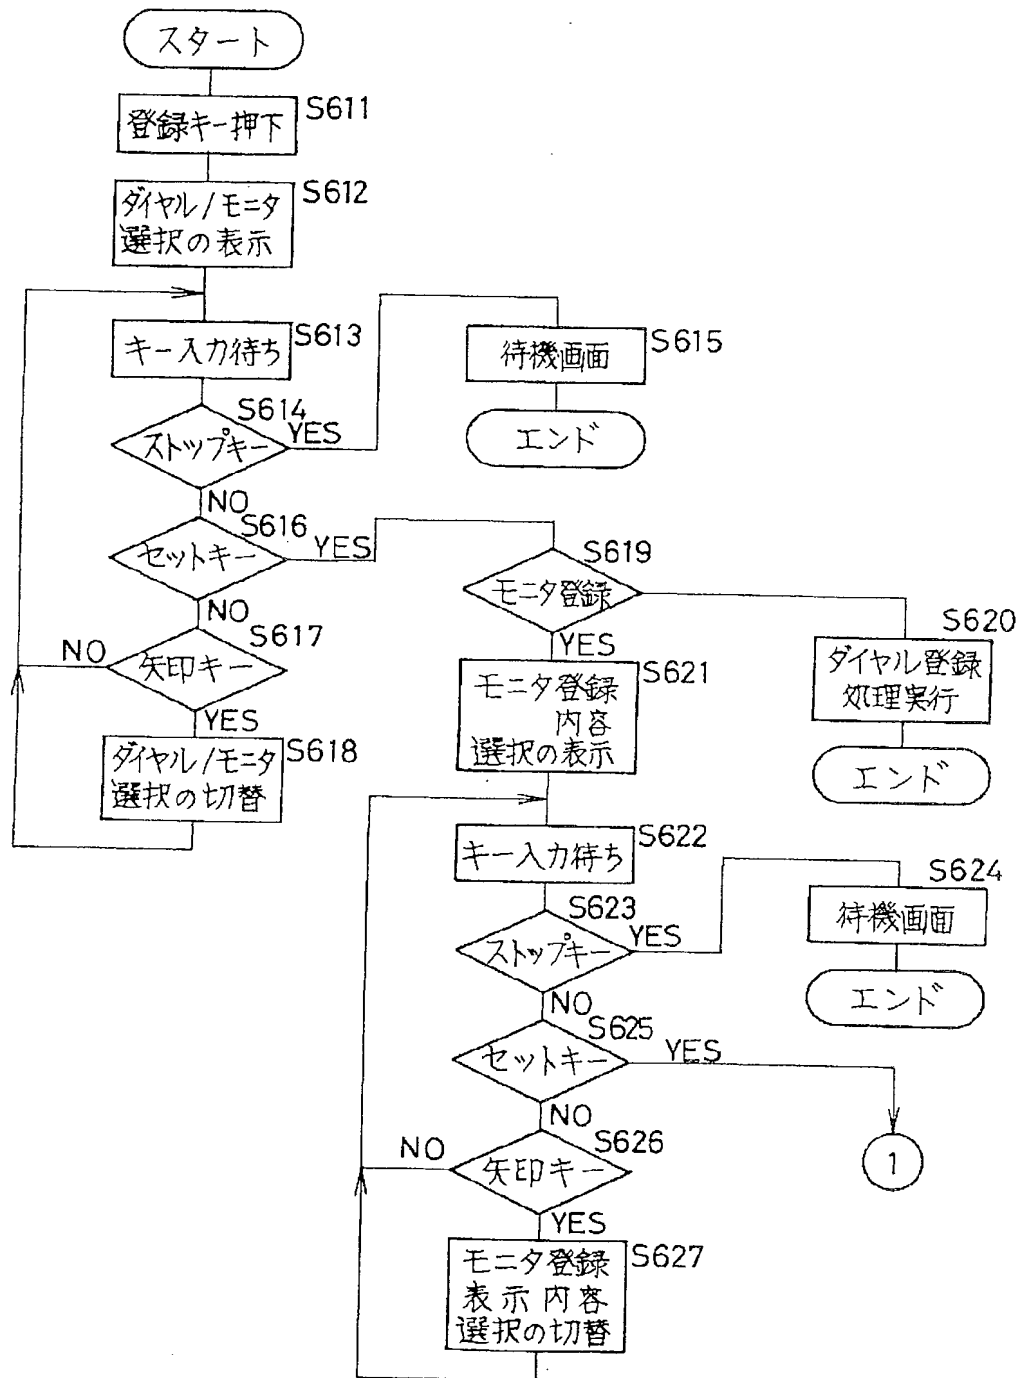 スタート
登録キー押下
S611
ダイヤル/モニタ
選択の表示
S612
キー入力待ち
S613
ストップキー
S614
YES
NO
待機画面
S615
エンド
セットキー
S616
YES
NO
矢印キー
S617
NO
YES
ダイヤル/モニタ
選択の切替
S618
モニタ登録
S619
YES
ダイヤル登録
処理実行
S620
エンド
モニタ登録
内容
選択の表示
S621
キー入力待ち
S622
ストップキー
S623
YES
NO
待機画面
S624
エンド
セットキー
S625
YES
NO
1
矢印キー
S626
NO
YES
モニタ登録
表示内容
選択の切替
S627